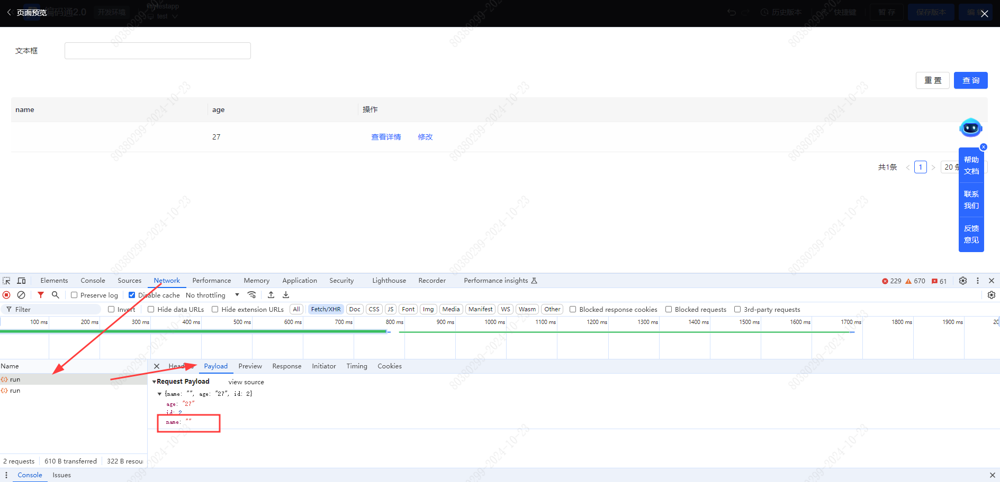 页面预览
编码通2.0
开发环境
mytestapp
test
历史版本
快捷键
暂 存
保存版本
编
文本框
重 置
查 询
name
age
操作
27
查看详情
修改
共1条
1
20 条
帮助
文档
联系
我们
反馈
意见
80380299-2024-10-23
Elements
Console
Sources
Network
Performance
Memory
Application
Security
Lighthouse
Recorder
Performance insights
229
670
61
Preserve log
Disable cache
No throttling
Filter
Invert
Hide data URLs
Hide extension URLs
All
Fetch/XHR
Doc
CSS
JS
Font
Img
Media
Manifest
WS
Wasm
Other
Blocked response cookies
Blocked requests
3rd-party requests
100 ms
200 ms
300 ms
400 ms
500 ms
600 ms
700 ms
800 ms
900 ms
1000 ms
1100 ms
1200 ms
1300 ms
1400 ms
1500 ms
1600 ms
1700 ms
1800 ms
1900 ms
20
Name
Headers
Payload
Preview
Response
Initiator
Timing
Cookies
run
run
Request Payload
view source
{name: "", age: "27", id: 2}
age: "27"
id: 2
name: ""
2 requests
610 B transferred
322 B resou
Console
Issues